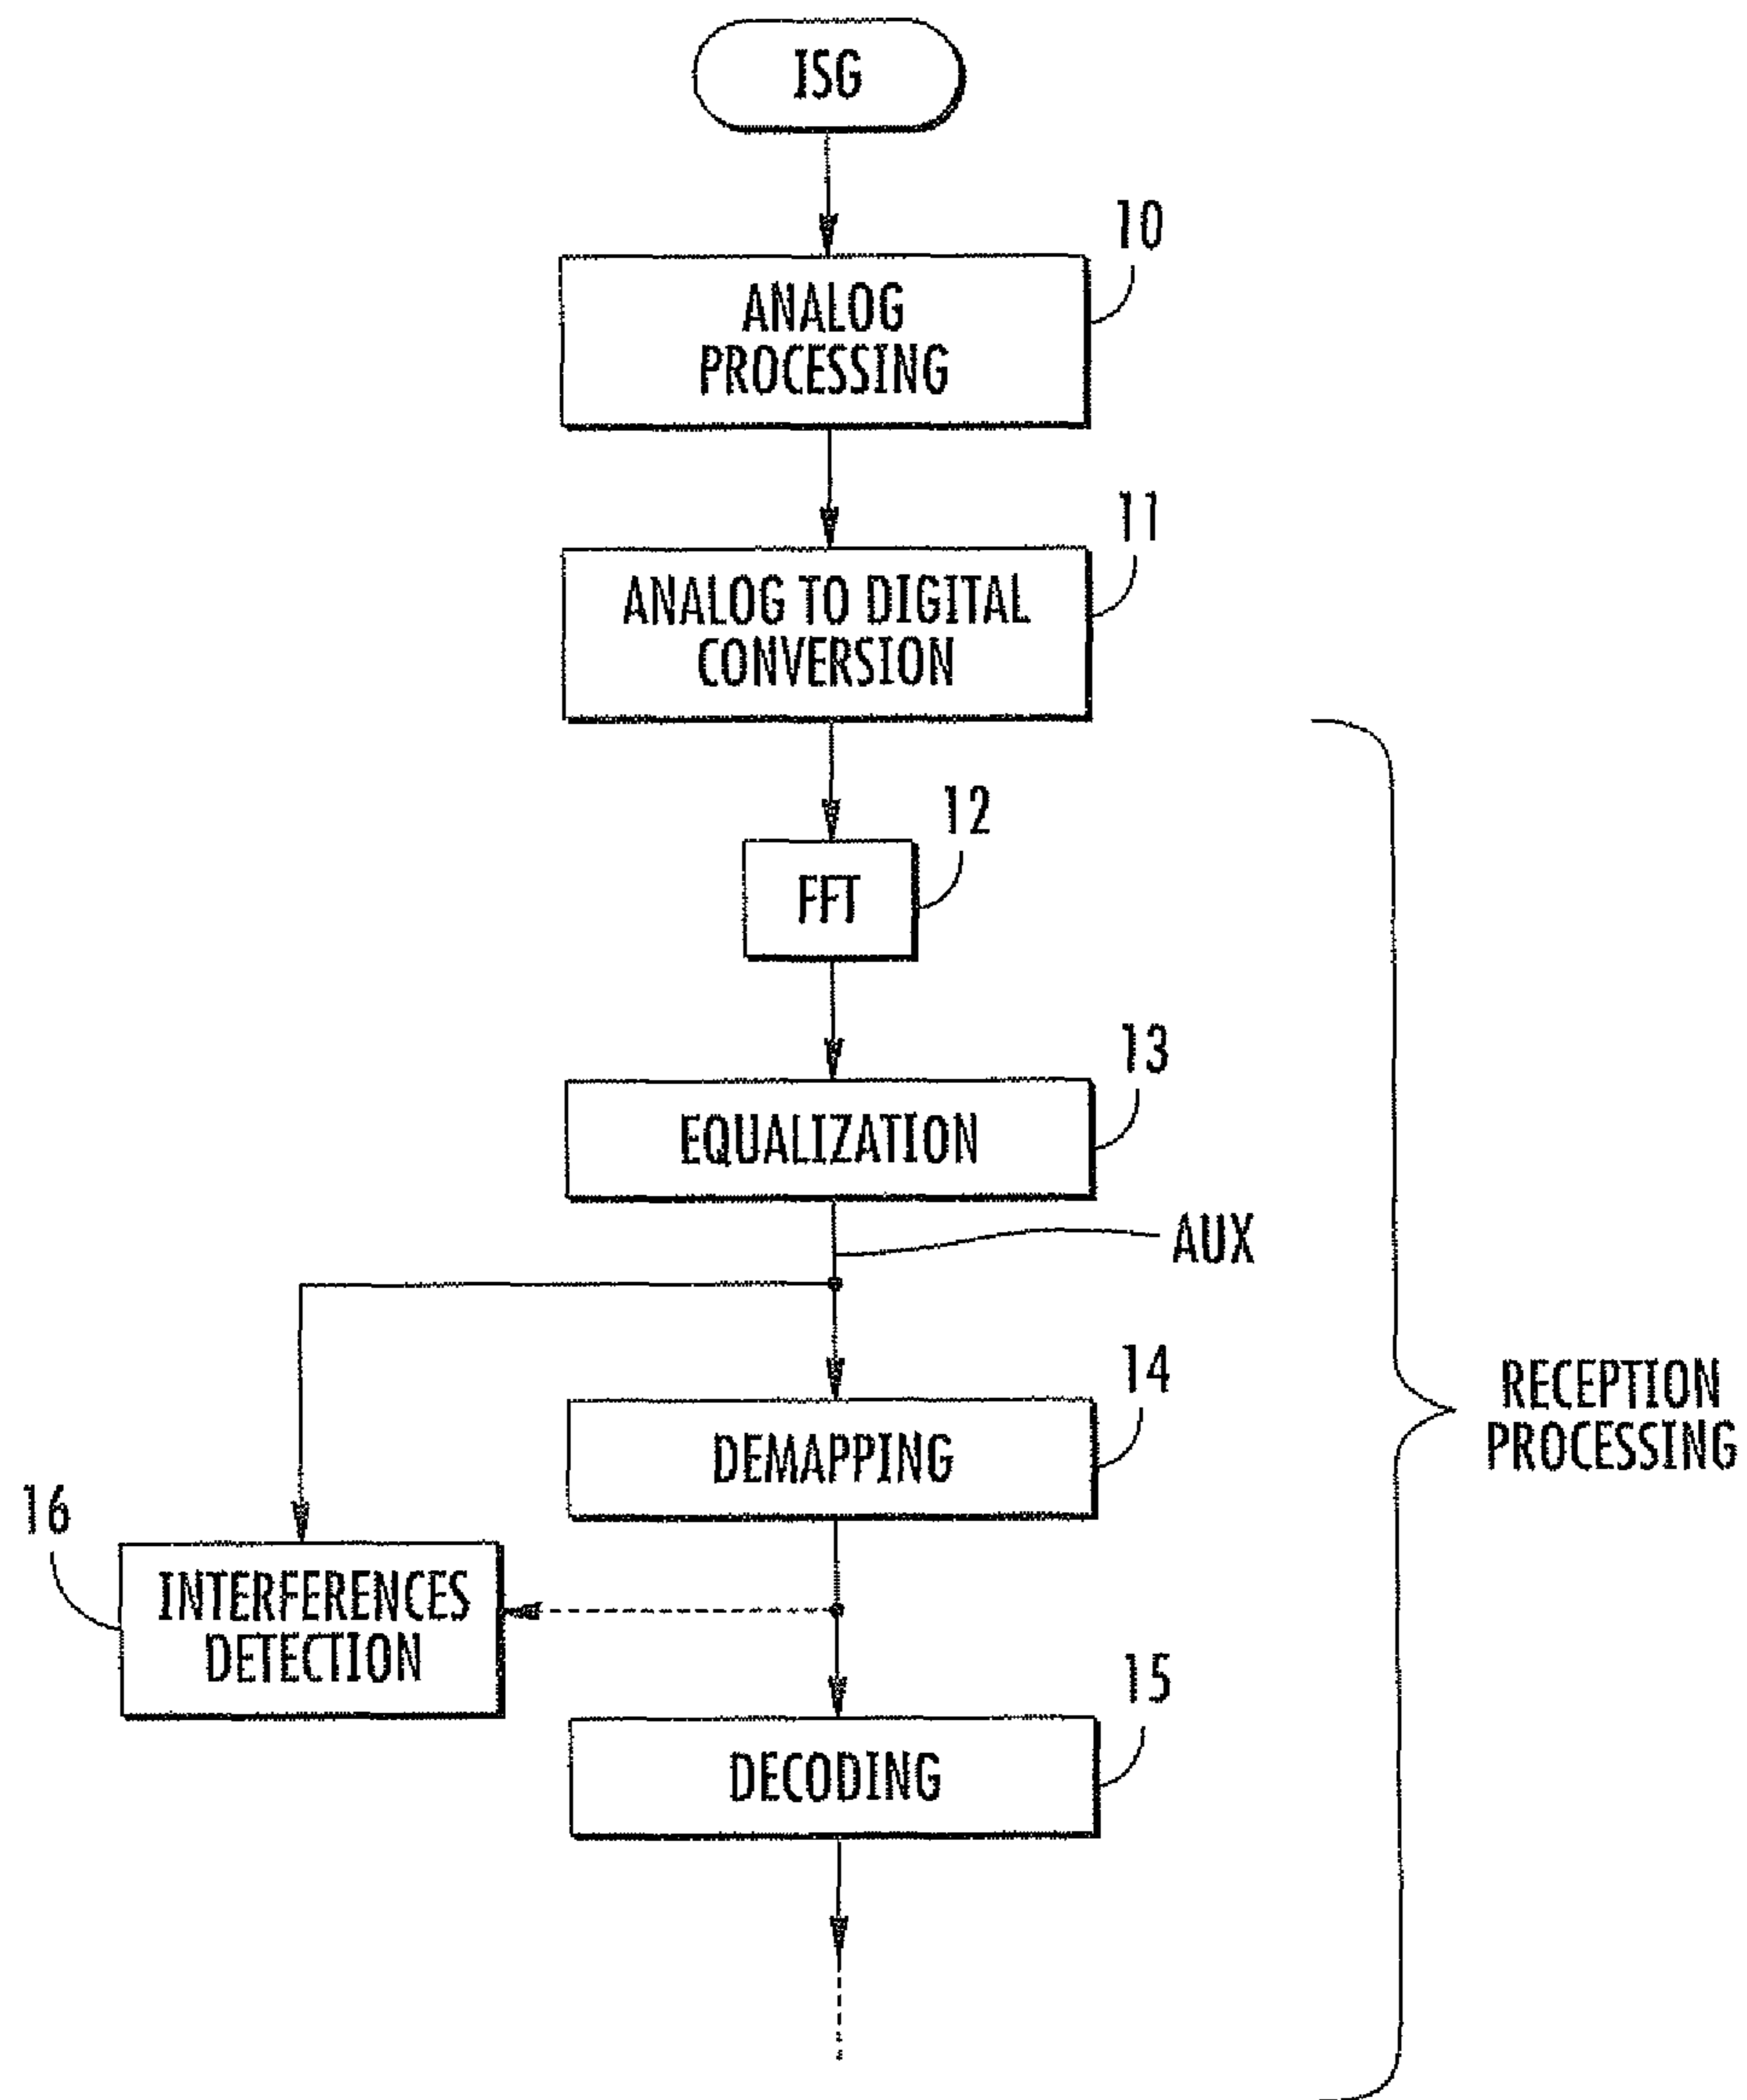 ISG
10
ANALOG
PROCESSING
11
ANALOG TO DIGITAL
CONVERSION
12
FFT
13
EQUALIZATION
AUX
14
DEMAPPING
RECEPTION
PROCESSING
16
INTERFERENCES
DETECTION
15
DECODING